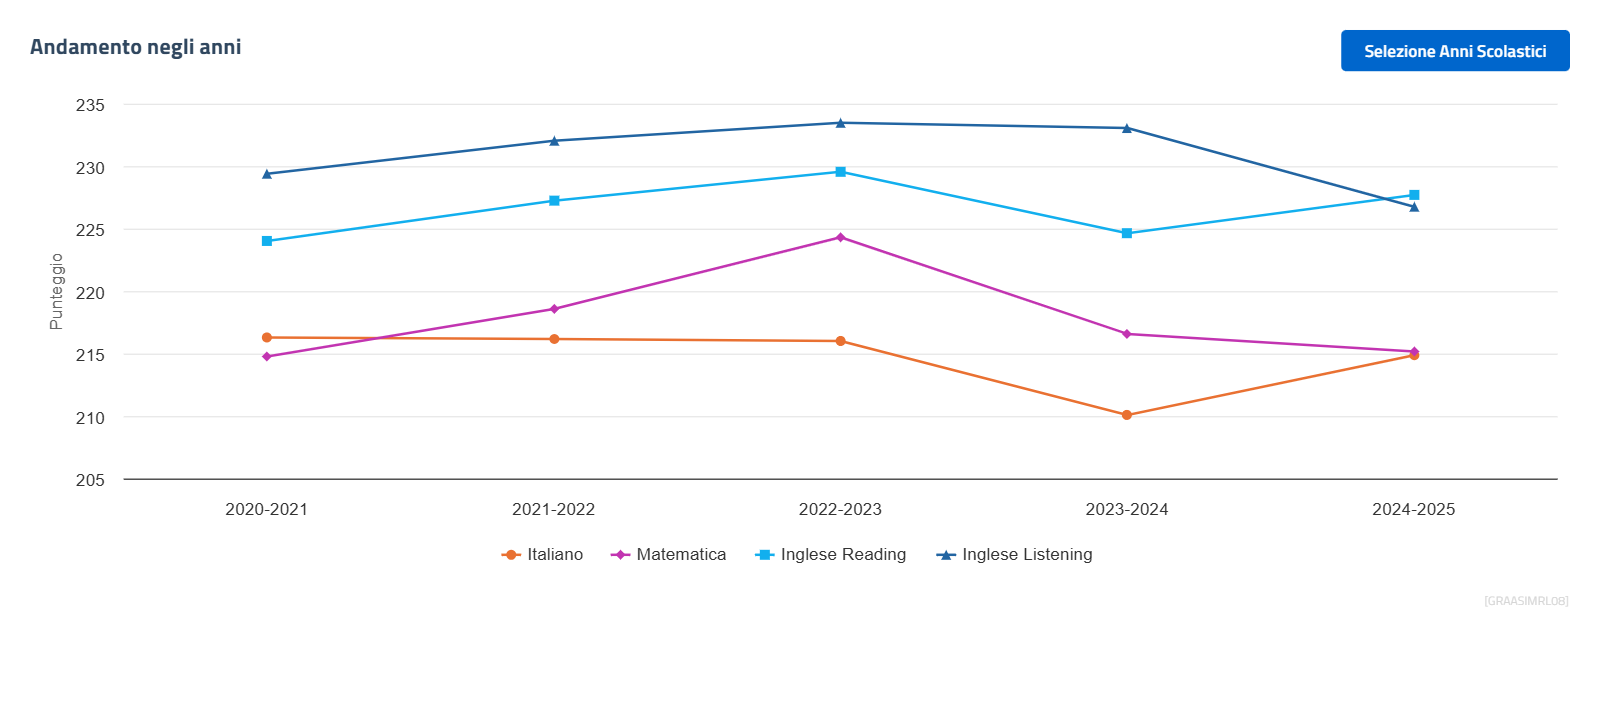 Andamento negli anni
Selezione Anni Scolastici
Punteggio
235
230
225
220
215
210
205
2020-2021
2021-2022
2022-2023
2023-2024
2024-2025
Italiano
Matematica
Inglese Reading
Inglese Listening
[GRAASIMRL08]